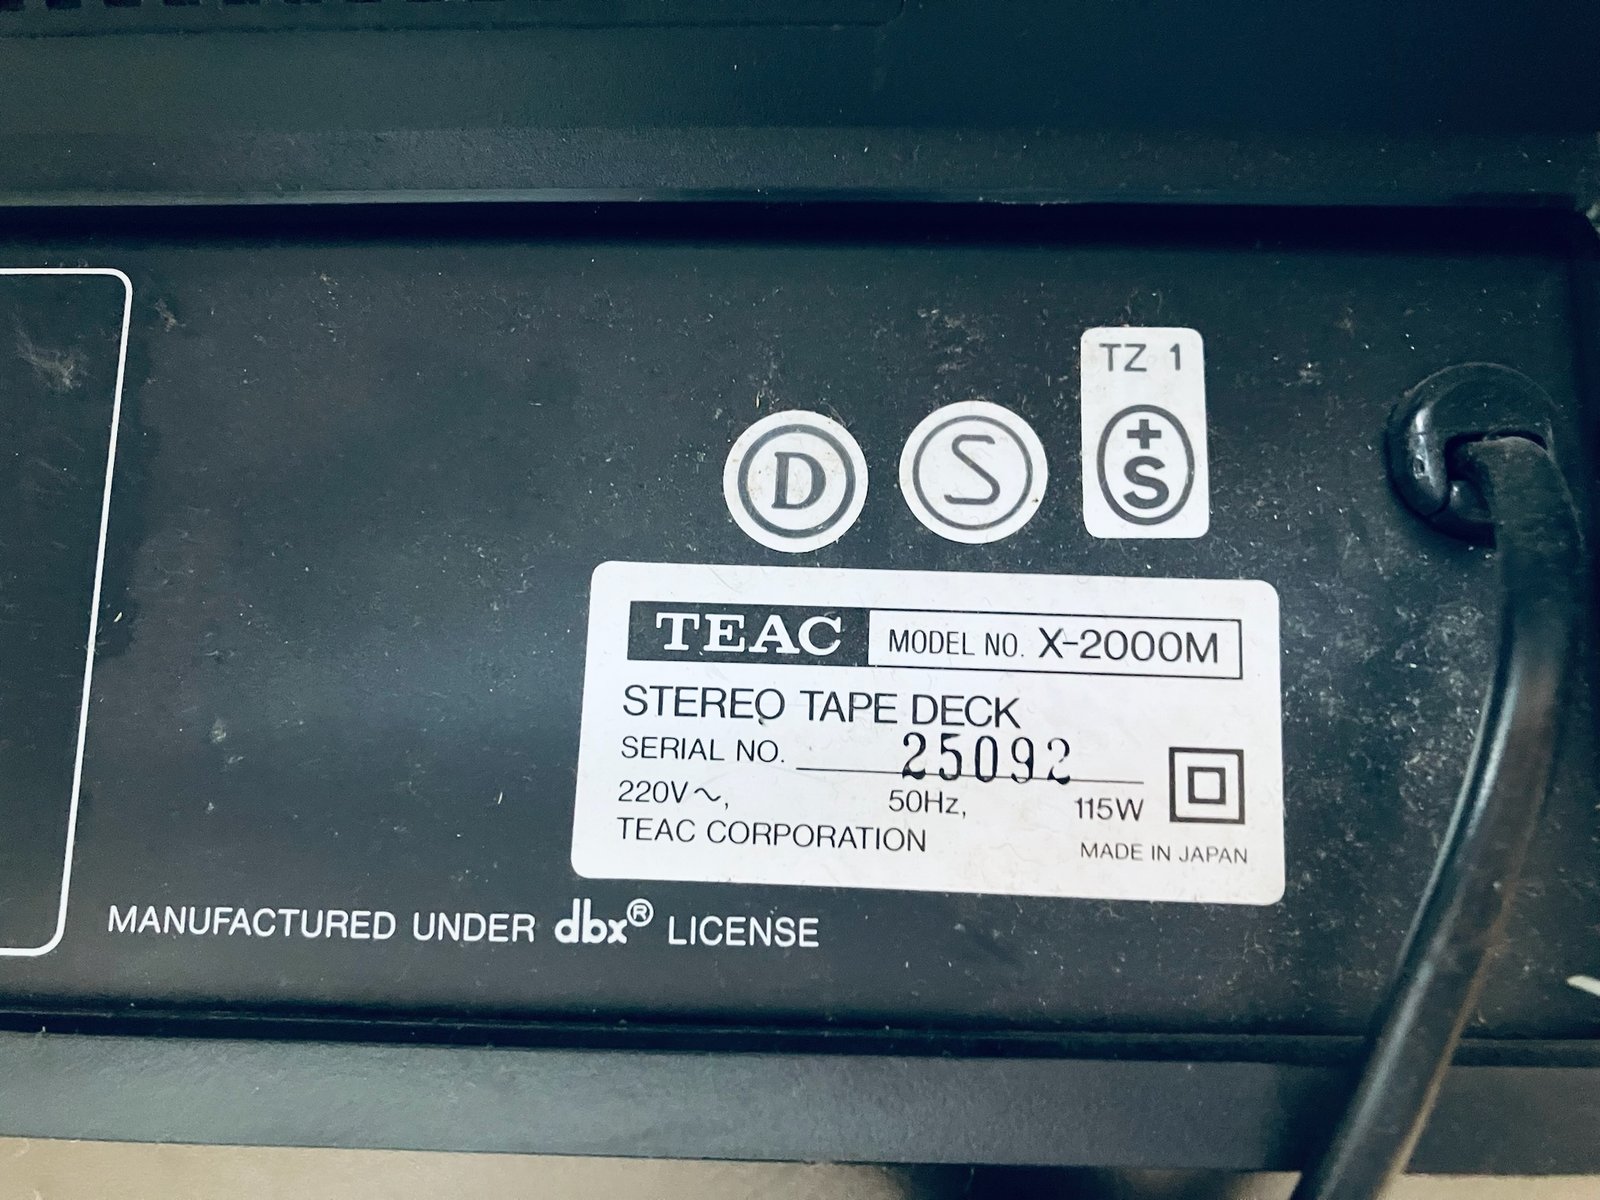 TZ 1
D
S
+
S
TEAC MODEL NO. X-2000M
STEREO TAPE DECK
SERIAL NO. 25092
220V~, 50Hz, 115W
TEAC CORPORATION MADE IN JAPAN
MANUFACTURED UNDER dbx® LICENSE